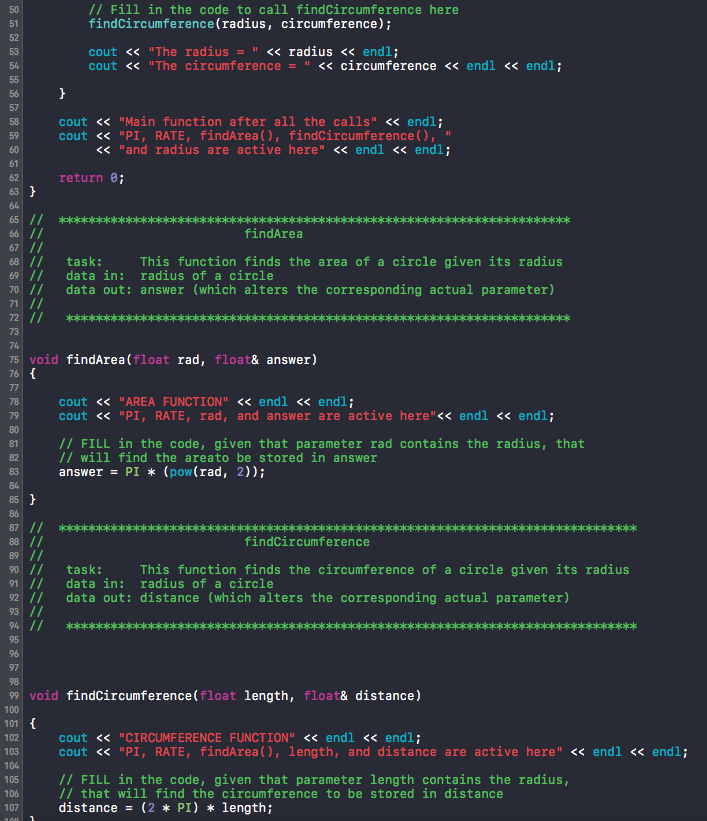 50 // Fill in the code to call findCircumference here
51 findCircumference(radius, circumference);
52
53 cout << "The radius = " << radius << endl;
54 cout << "The circumference = " << circumference << endl << endl;
55
56 }
57
58 cout << "Main function after all the calls" << endl;
59 cout << "PI, RATE, findArea(), findCircumference(), "
60 << "and radius are active here" << endl << endl;
61
62 return 0;
63 }
64
65 //  *********************************************************************
66 // findArea
67 //
68 // task: This function finds the area of a circle given its radius
69 // data in: radius of a circle
70 // data out: answer (which alters the corresponding actual parameter)
71 //
72 //   ********************************************************************
73
74
75 void findArea(float rad, float& answer)
76 {
77
78 cout << "AREA FUNCTION" << endl << endl;
79 cout << "PI, RATE, rad, and answer are active here"<< endl << endl;
80
81 // FILL in the code, given that parameter rad contains the radius, that
82 // will find the areato be stored in answer
83 answer = PI * (pow(rad, 2));
84
85 }
86
87 //  ******************************************************************************
88 // findCircumference
89 //
90 // task: This function finds the circumference of a circle given its radius
91 // data in: radius of a circle
92 // data out: distance (which alters the corresponding actual parameter)
93 //
94 //   *****************************************************************************
95
96
97
98
99 void findCircumference(float length, float& distance)
100
101 {
102 cout << "CIRCUMFERENCE FUNCTION" << endl << endl;
103 cout << "PI, RATE, findArea(), length, and distance are active here" << endl << endl;
104
105 // FILL in the code, given that parameter length contains the radius,
106 // that will find the circumference to be stored in distance
107 distance = (2 * PI) * length;